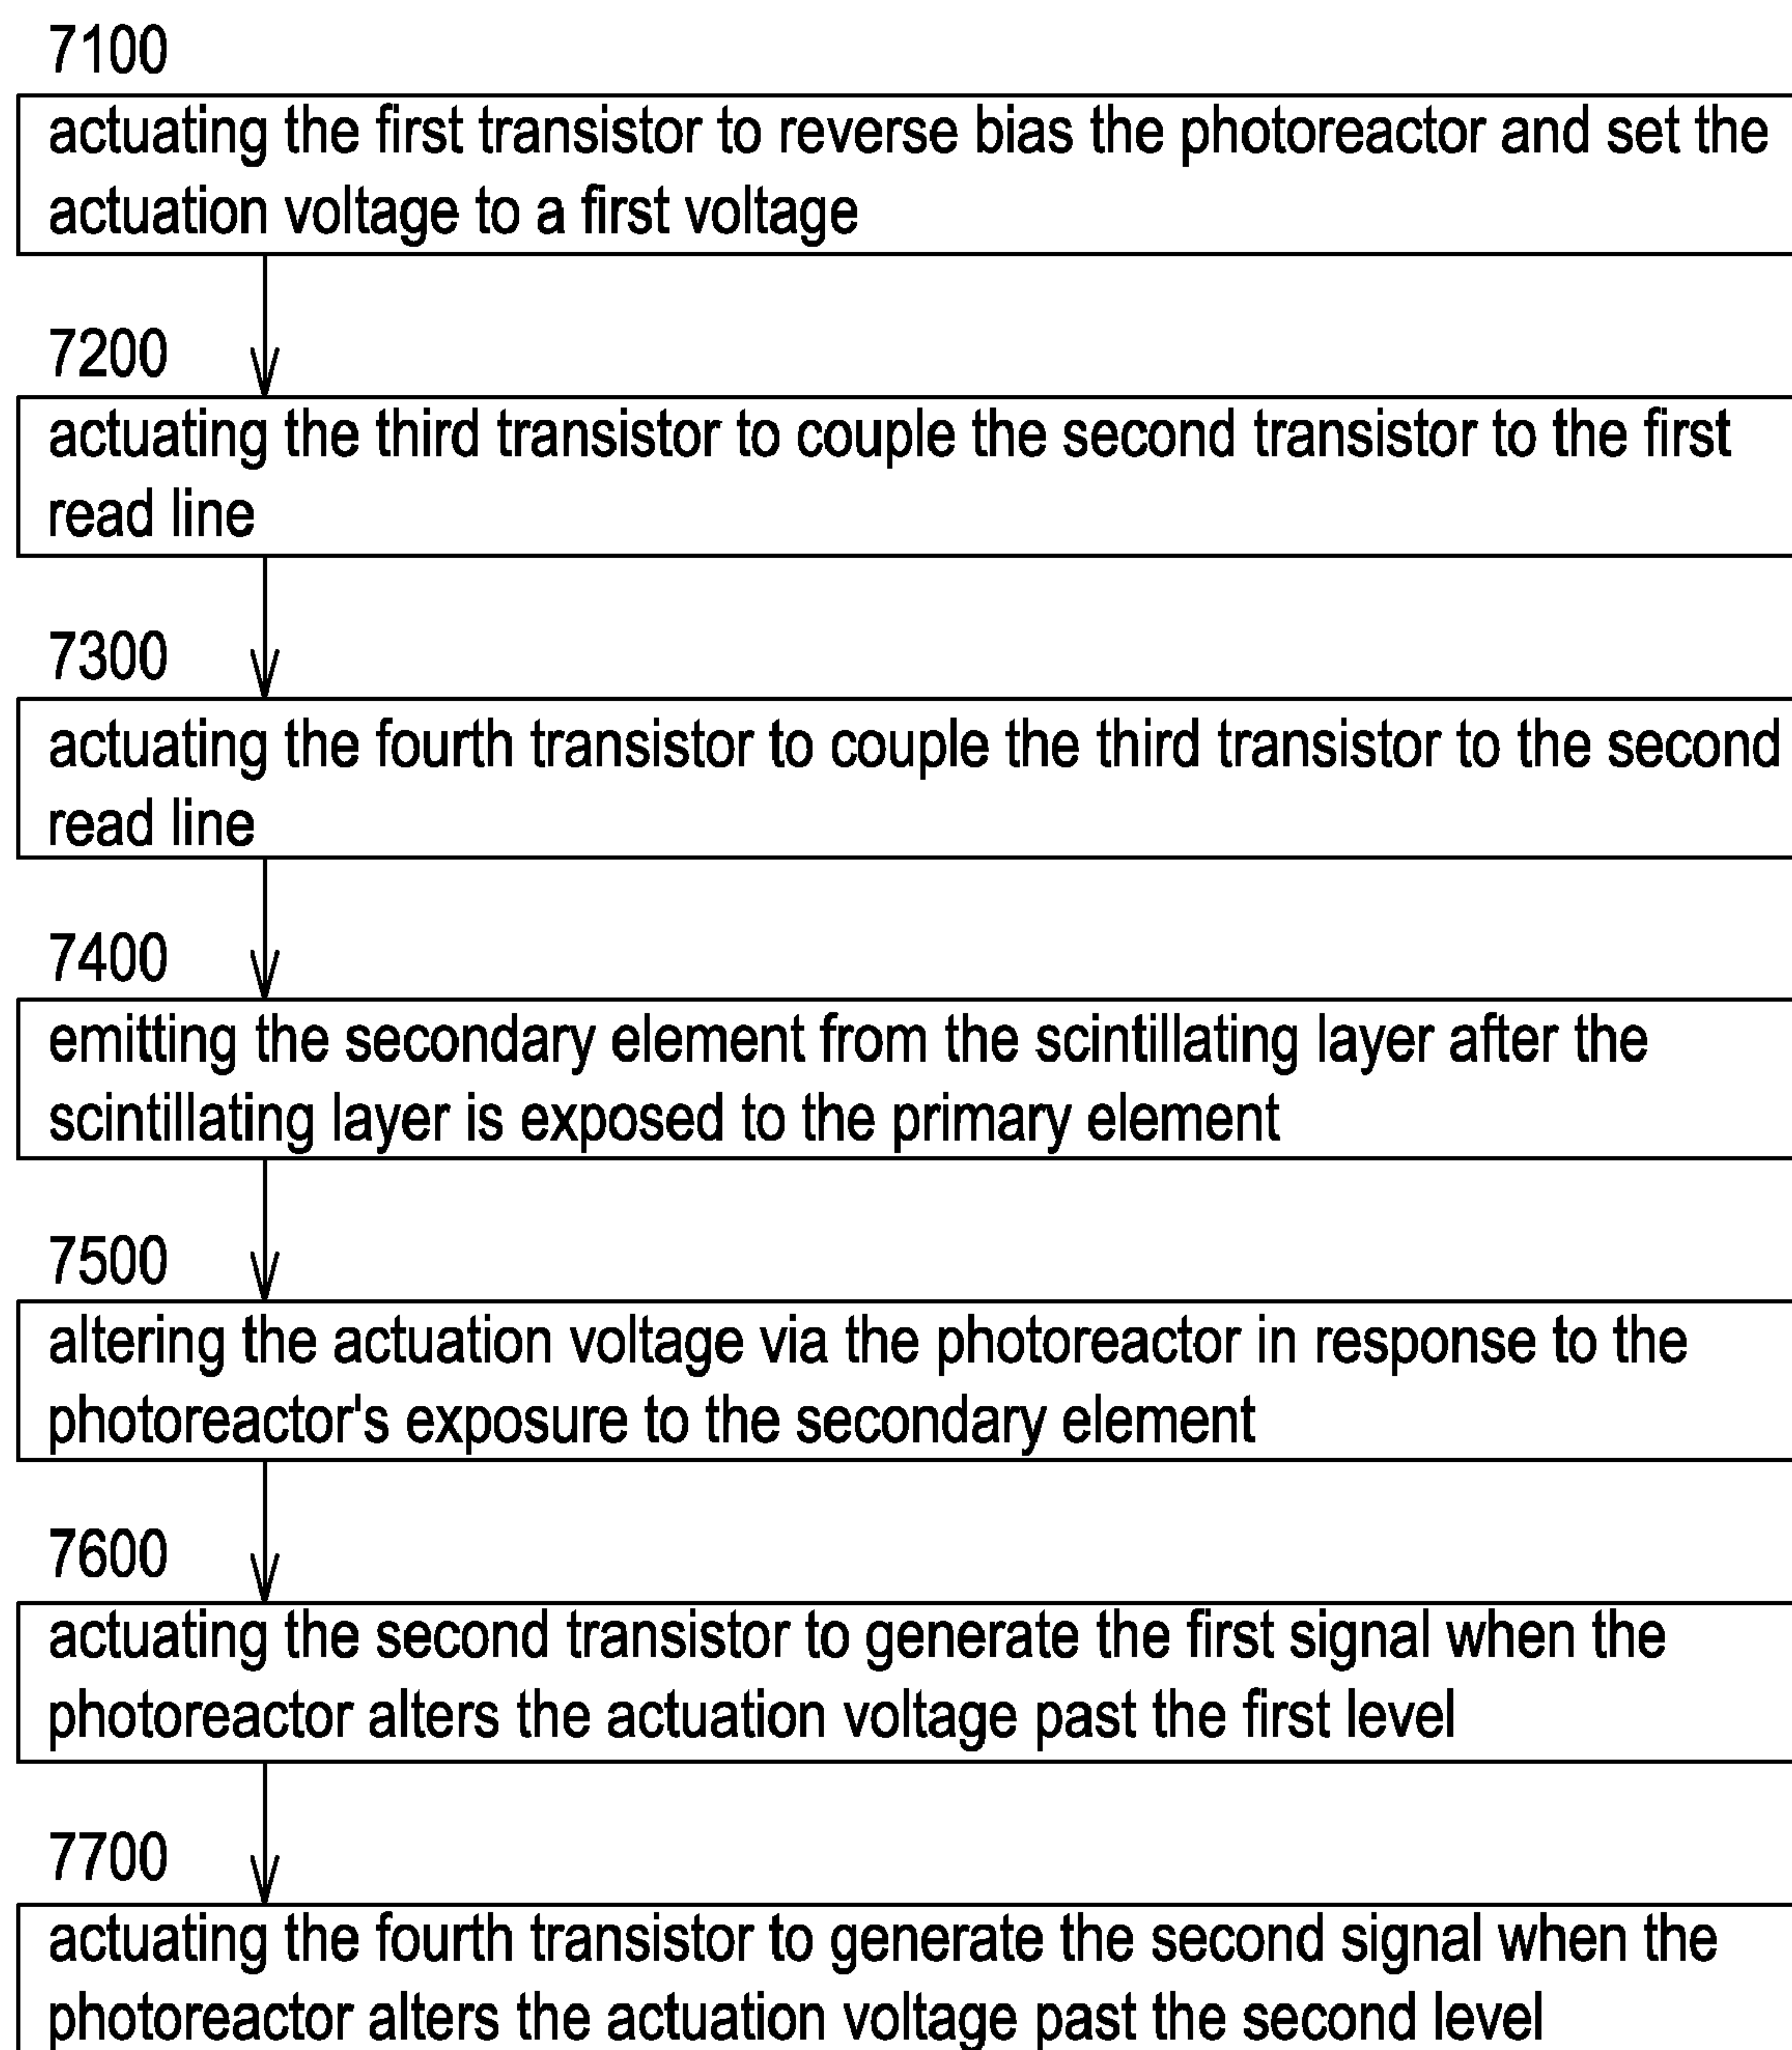 7100
actuating the first transistor to reverse bias the photoreactor and set the
actuation voltage to a first voltage
7200
actuating the third transistor to couple the second transistor to the first
read line
7300
actuating the fourth transistor to couple the third transistor to the second
read line
7400
emitting the secondary element from the scintillating layer after the
scintillating layer is exposed to the primary element
7500
altering the actuation voltage via the photoreactor in response to the
photoreactor's exposure to the secondary element
7600
actuating the second transistor to generate the first signal when the
photoreactor alters the actuation voltage past the first level
7700
actuating the fourth transistor to generate the second signal when the
photoreactor alters the actuation voltage past the second level